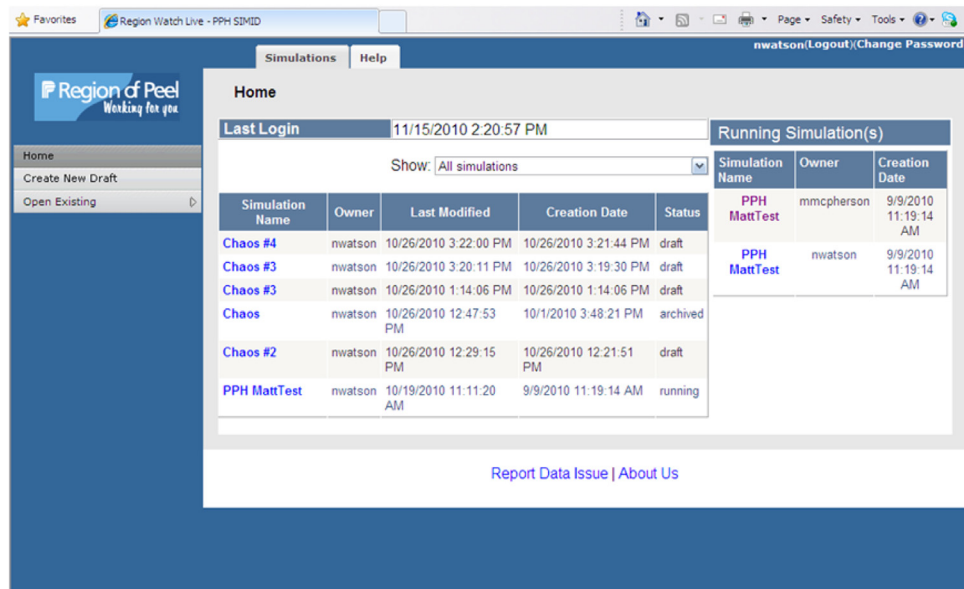 Favorites
Region Watch Live - PPH SIMID
Page
Safety
Tools
nwatson(Logout)(Change Password
Simulations
Help
Region of Peel
Working for you
Home
Create New Draft
Open Existing
Home
Last Login 11/15/2010 2:20:57 PM
Show: All simulations
Simulation
Name Owner Last Modified Creation Date Status
Chaos #4 nwatson 10/26/2010 3:22:00 PM 10/26/2010 3:21:44 PM draft
Chaos #3 nwatson 10/26/2010 3:20:11 PM 10/26/2010 3:19:30 PM draft
Chaos #3 nwatson 10/26/2010 1:14:06 PM 10/26/2010 1:14:06 PM draft
Chaos nwatson 10/26/2010 12:47:53 10/1/2010 3:48:21 PM archived
PM
Chaos #2 nwatson 10/26/2010 12:29:15 10/26/2010 12:21:51 draft
PM PM
PPH MattTest nwatson 10/19/2010 11:11:20 9/9/2010 11:19:14 AM running
AM
Running Simulation(s)
Simulation Owner Creation
Name Date
PPH mmcpherson 9/9/2010
MattTest 11:19:14
AM
PPH nwatson 9/9/2010
MattTest 11:19:14
AM
Report Data Issue | About Us